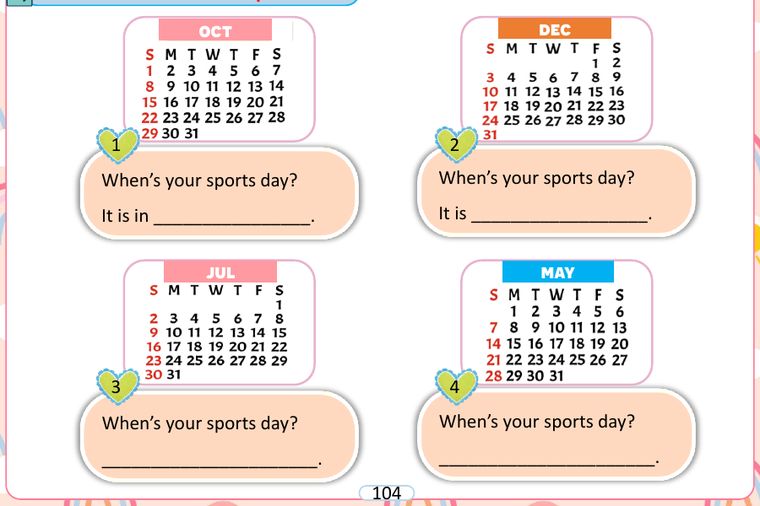 OCT
S M T W T F S
1 2 3 4 5 6 7
8 9 10 11 12 13 14
15 16 17 18 19 20 21
22 23 24 25 26 27 28
29 30 31
1
When's your sports day?
It is in ________________.
DEC
S M T W T F S
1 2
3 4 5 6 7 8 9
10 11 12 13 14 15 16
17 18 19 20 21 22 23
24 25 26 27 28 29 30
31
2
When's your sports day?
It is __________________.
JUL
S M T W T F S
1
2 3 4 5 6 7 8
9 10 11 12 13 14 15
16 17 18 19 20 21 22
23 24 25 26 27 28 29
30 31
3
When's your sports day?
______________________.
MAY
S M T W T F S
1 2 3 4 5 6
7 8 9 10 11 12 13
14 15 16 17 18 19 20
21 22 23 24 25 26 27
28 29 30 31
4
When's your sports day?
______________________.
104